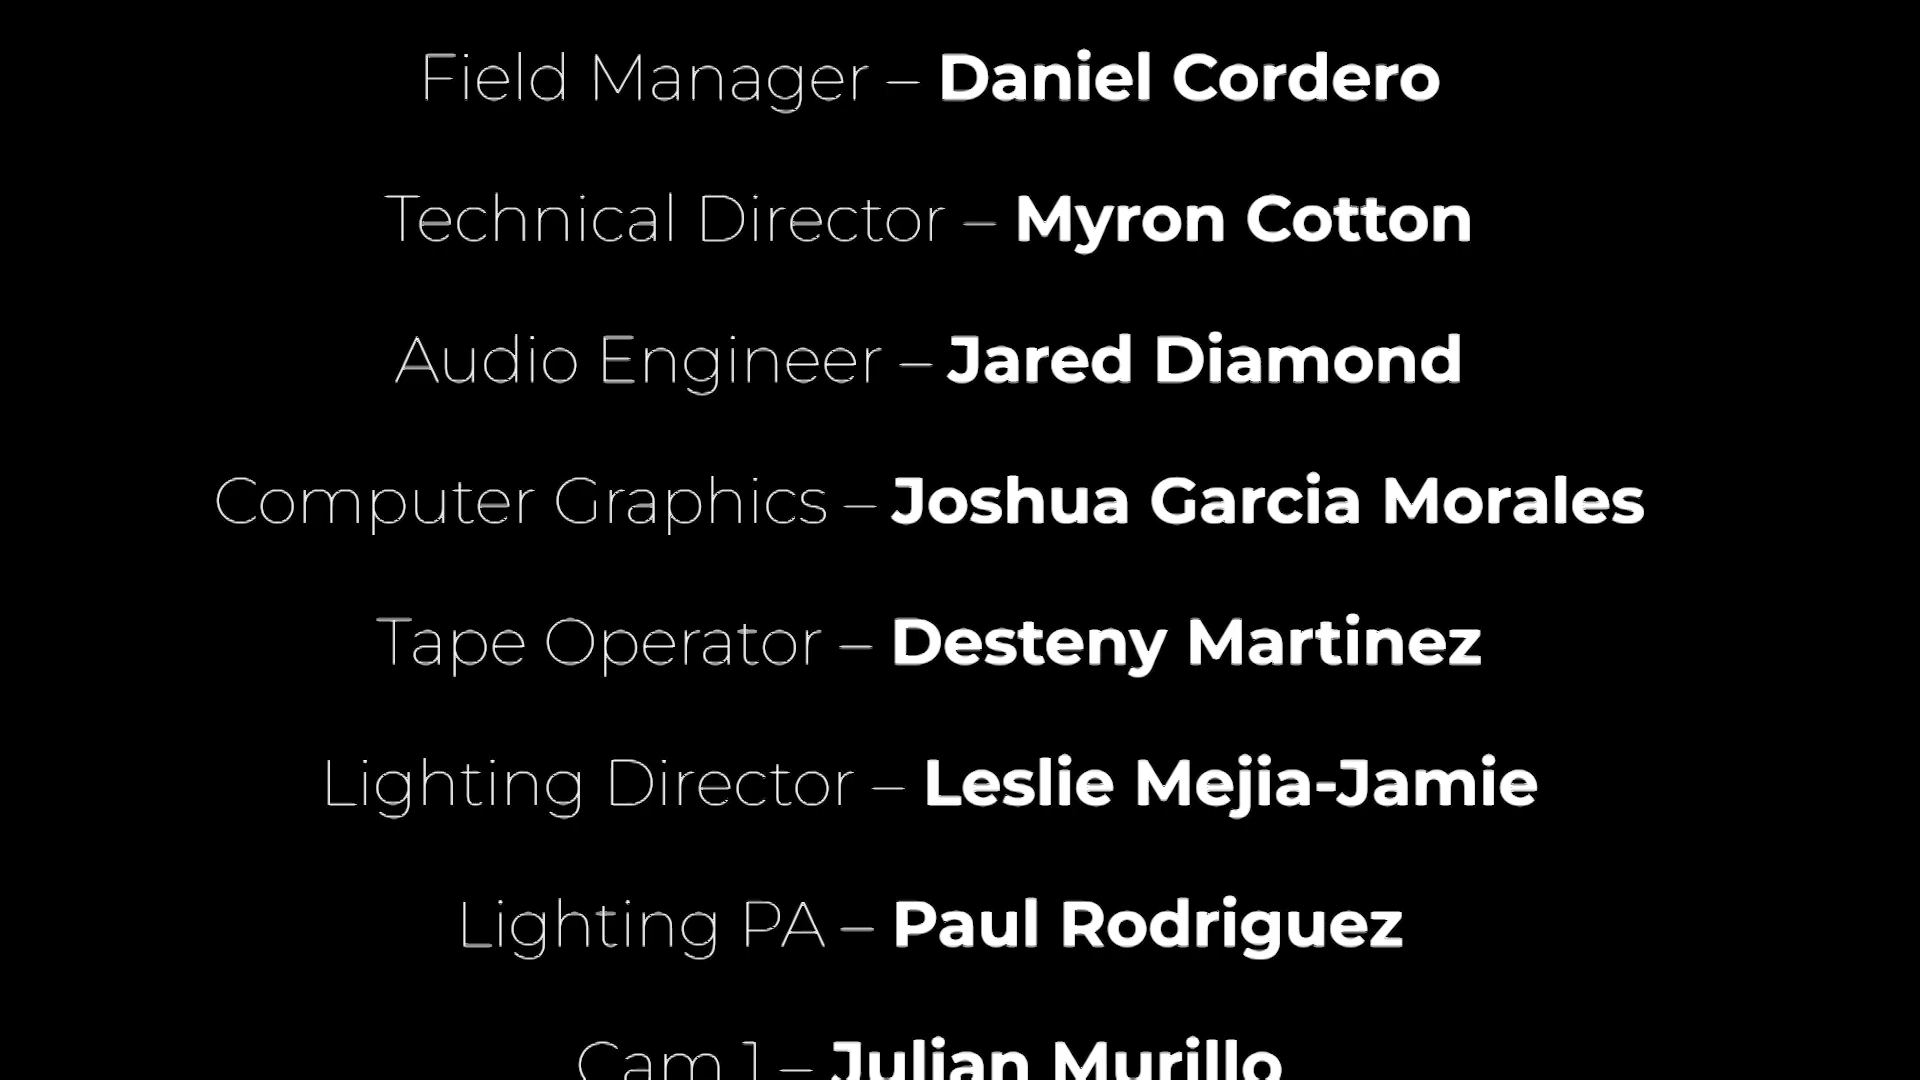 Field Manager – Daniel Cordero
Technical Director – Myron Cotton
Audio Engineer – Jared Diamond
Computer Graphics – Joshua Garcia Morales
Tape Operator – Desteny Martinez
Lighting Director – Leslie Mejia-Jamie
Lighting PA – Paul Rodriguez
Cam 1 – Julian Murillo